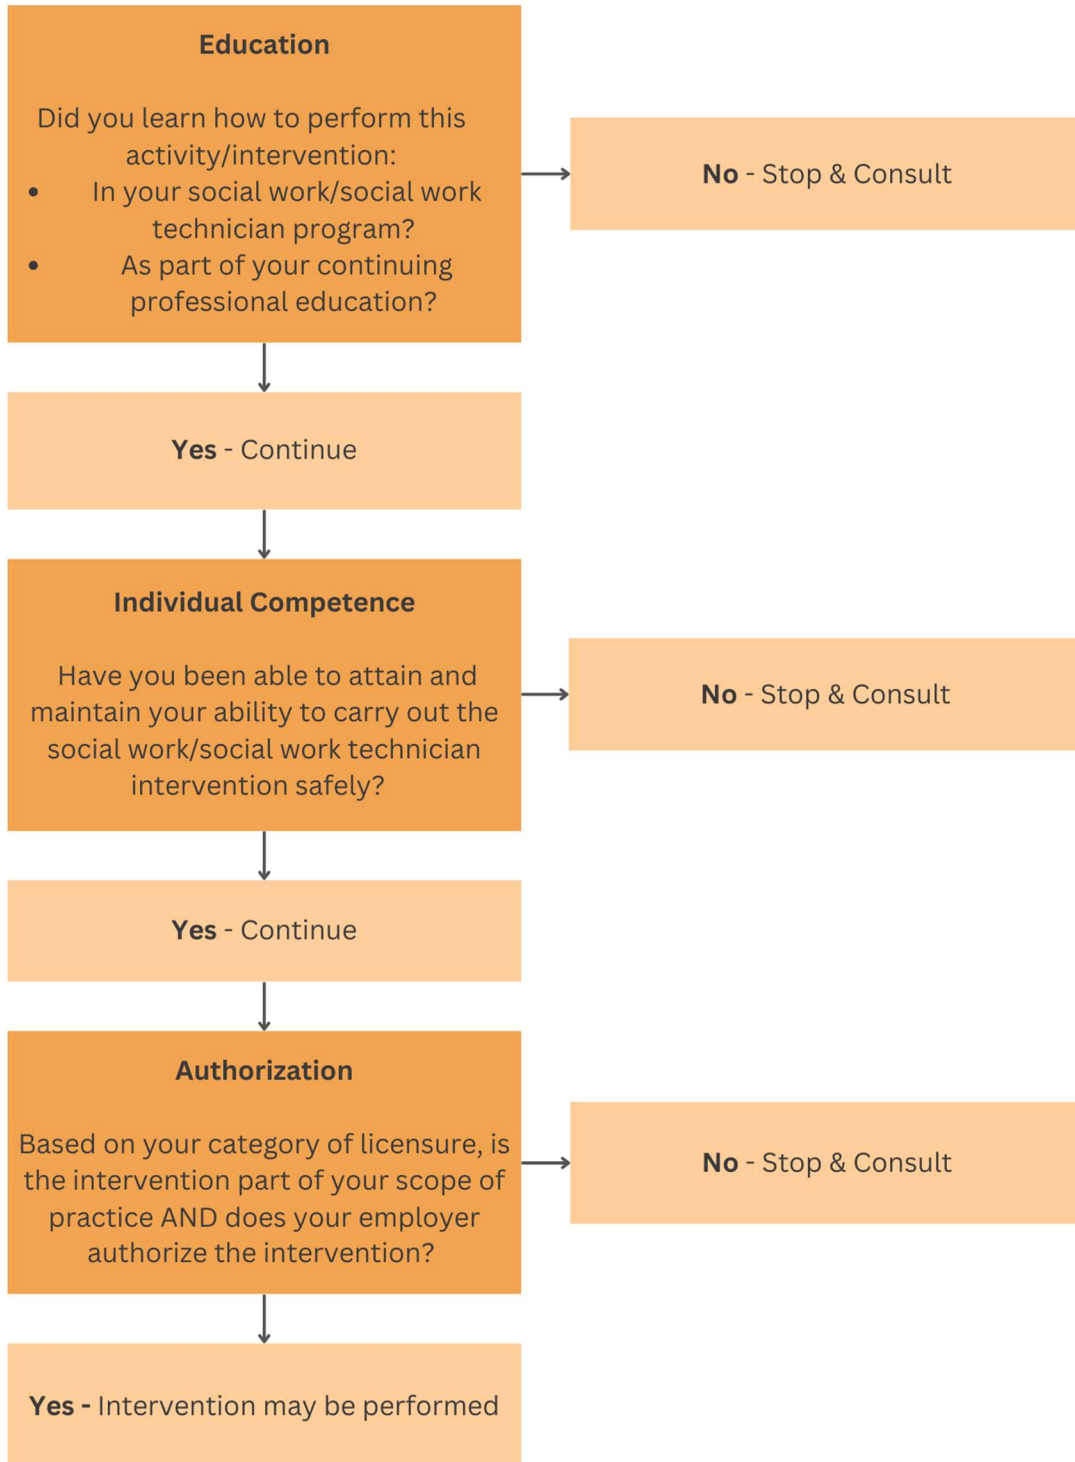 Education
Did you learn how to perform this
activity/intervention:
• In your social work/social work
technician program?
• As part of your continuing
professional education?
No - Stop & Consult
Yes - Continue
Individual Competence
Have you been able to attain and
maintain your ability to carry out the
social work/social work technician
intervention safely?
No - Stop & Consult
Yes - Continue
Authorization
Based on your category of licensure, is
the intervention part of your scope of
practice AND does your employer
authorize the intervention?
No - Stop & Consult
Yes - Intervention may be performed